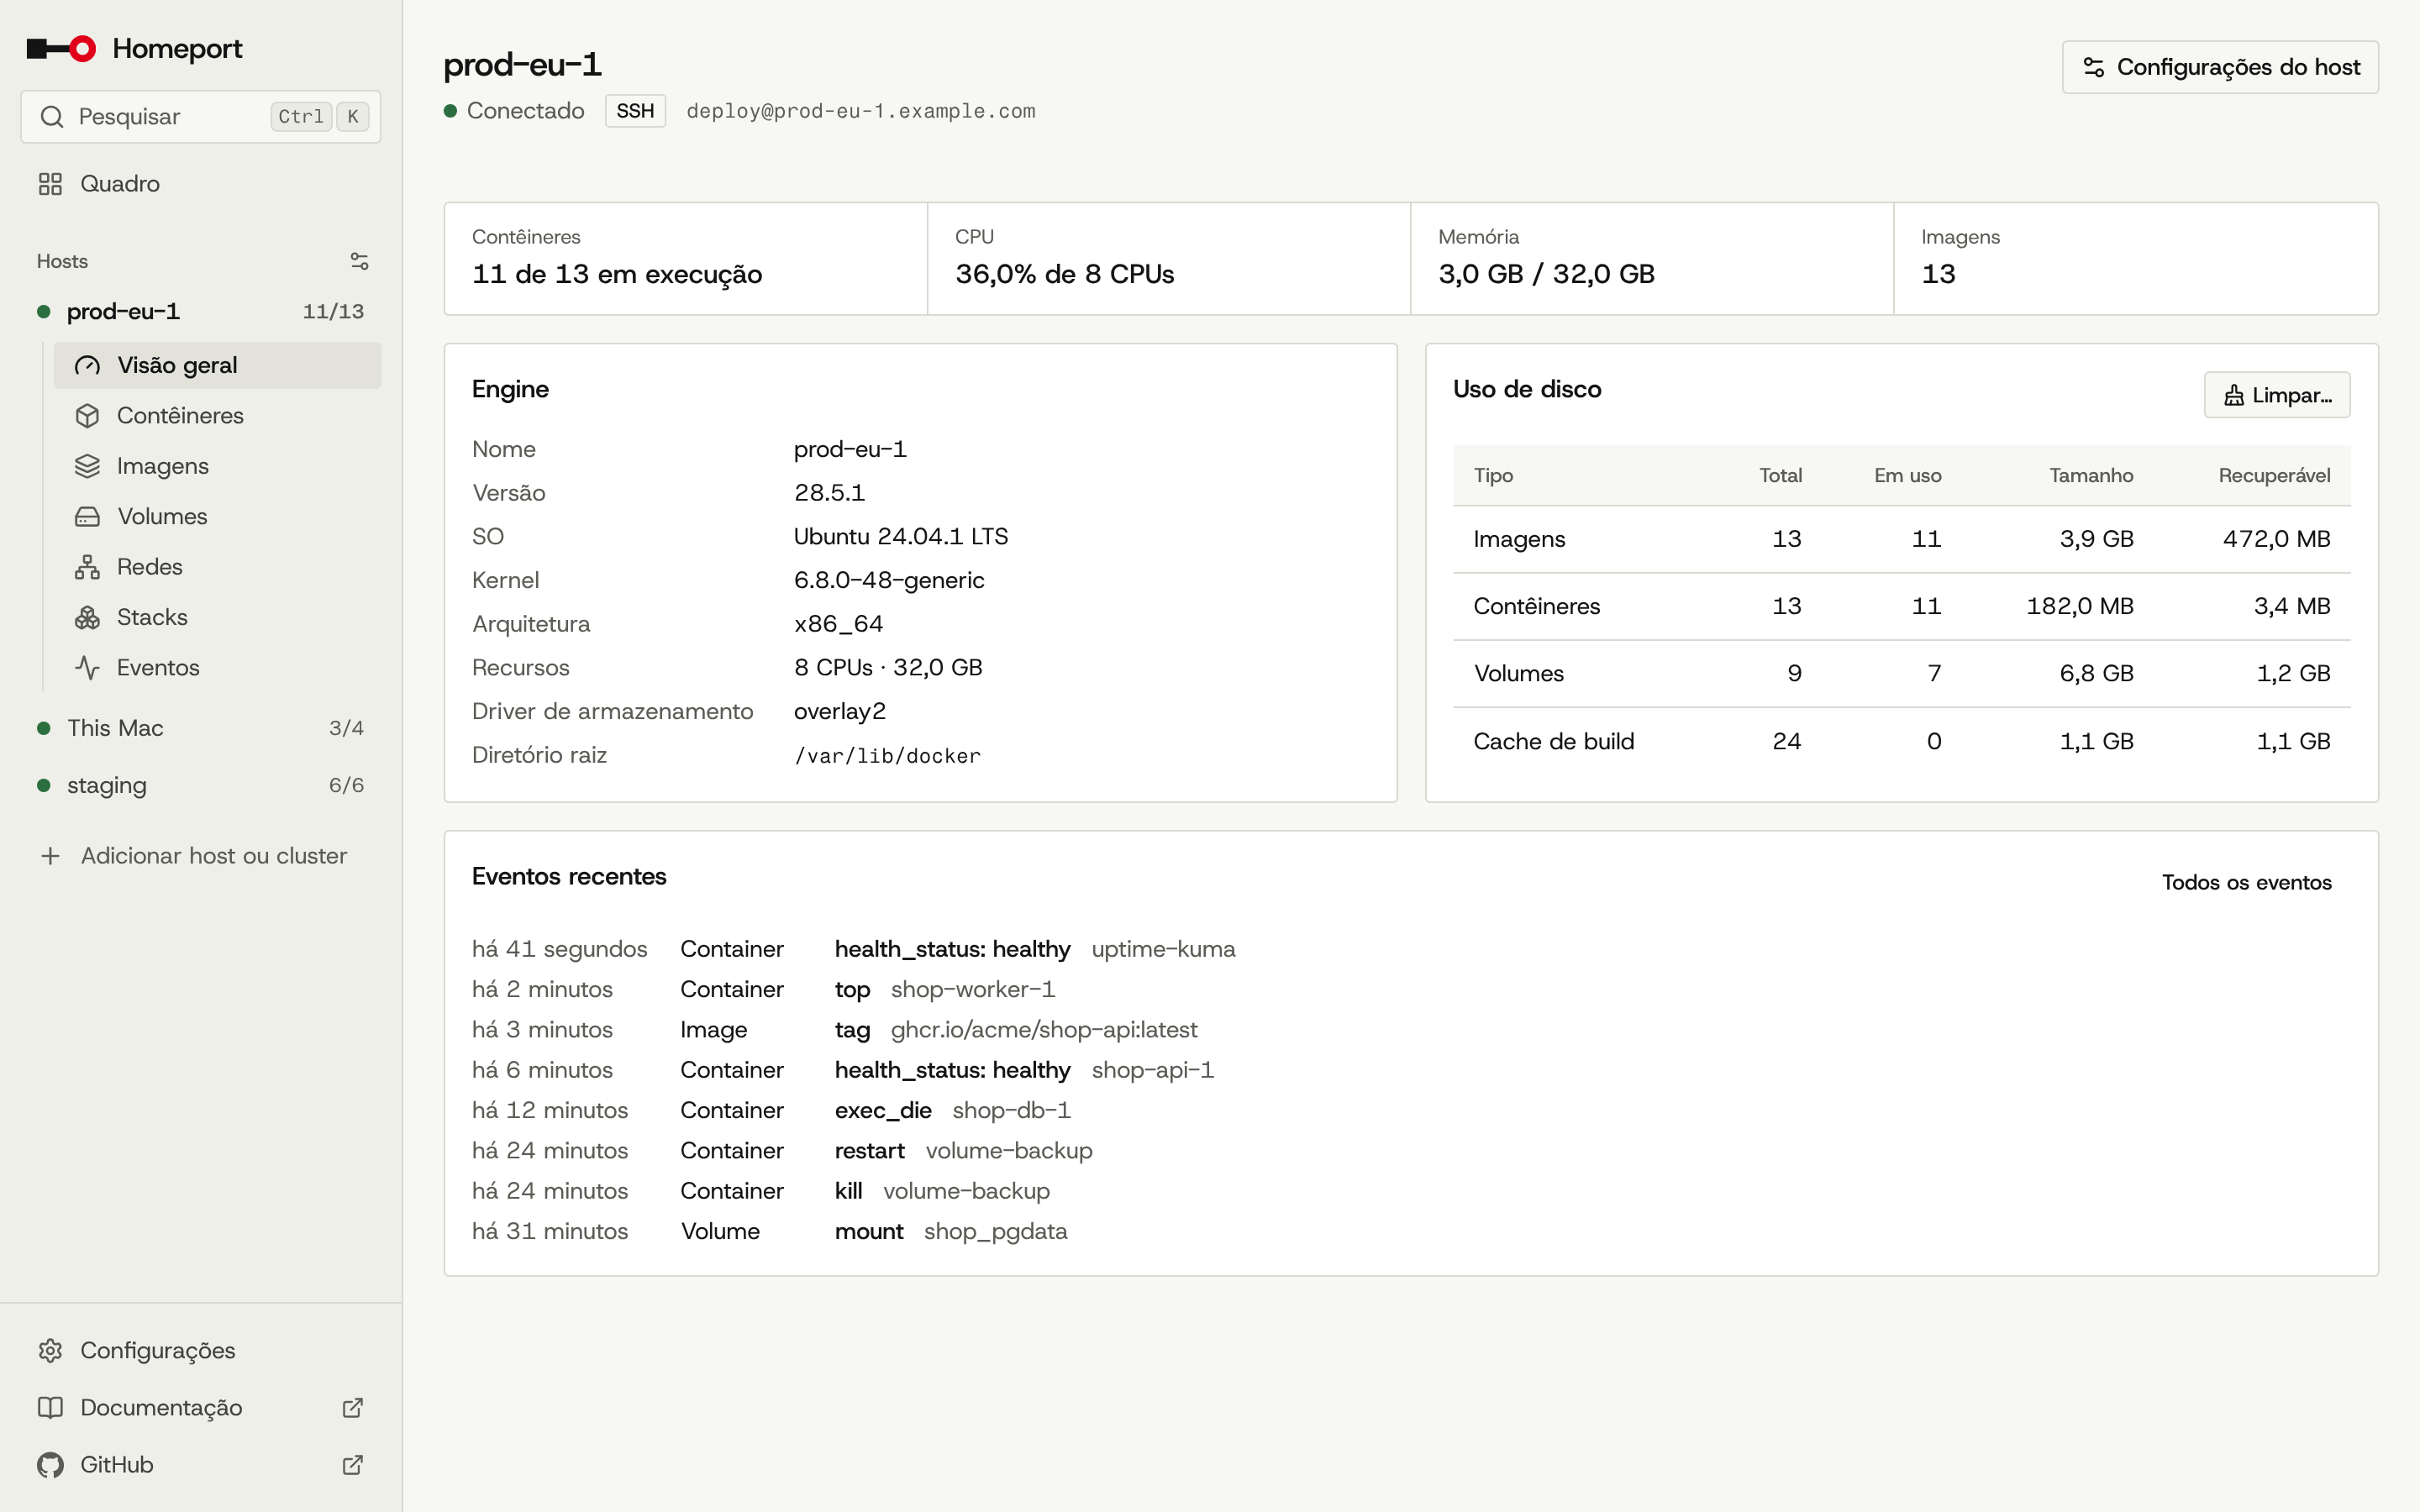 Homeport
Pesquisar Ctrl K
Quadro
Hosts
prod-eu-1 11/13
Visão geral
Contêineres
Imagens
Volumes
Redes
Stacks
Eventos
This Mac 3/4
staging 6/6
Adicionar host ou cluster
Configurações
Documentação
GitHub
prod-eu-1
Conectado SSH deploy@prod-eu-1.example.com
Configurações do host
Contêineres
11 de 13 em execução
CPU
36,0% de 8 CPUs
Memória
3,0 GB / 32,0 GB
Imagens
13
Engine
Nome prod-eu-1
Versão 28.5.1
SO Ubuntu 24.04.1 LTS
Kernel 6.8.0-48-generic
Arquitetura x86_64
Recursos 8 CPUs · 32,0 GB
Driver de armazenamento overlay2
Diretório raiz /var/lib/docker
Uso de disco
Limpar...
Tipo Total Em uso Tamanho Recuperável
Imagens 13 11 3,9 GB 472,0 MB
Contêineres 13 11 182,0 MB 3,4 MB
Volumes 9 7 6,8 GB 1,2 GB
Cache de build 24 0 1,1 GB 1,1 GB
Eventos recentes
Todos os eventos
há 41 segundos Container health_status: healthy uptime-kuma
há 2 minutos Container top shop-worker-1
há 3 minutos Image tag ghcr.io/acme/shop-api:latest
há 6 minutos Container health_status: healthy shop-api-1
há 12 minutos Container exec_die shop-db-1
há 24 minutos Container restart volume-backup
há 24 minutos Container kill volume-backup
há 31 minutos Volume mount shop_pgdata